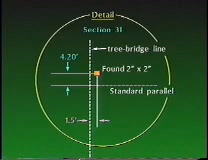 Detail
Section 31
tree-bridge line
4.20'
Found 2" x 2"
Standard parallel
1.5'